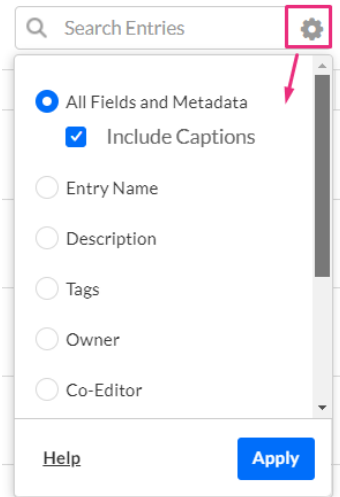 Search Entries
All Fields and Metadata
Include Captions
Entry Name
Description
Tags
Owner
Co-Editor
Help
Apply